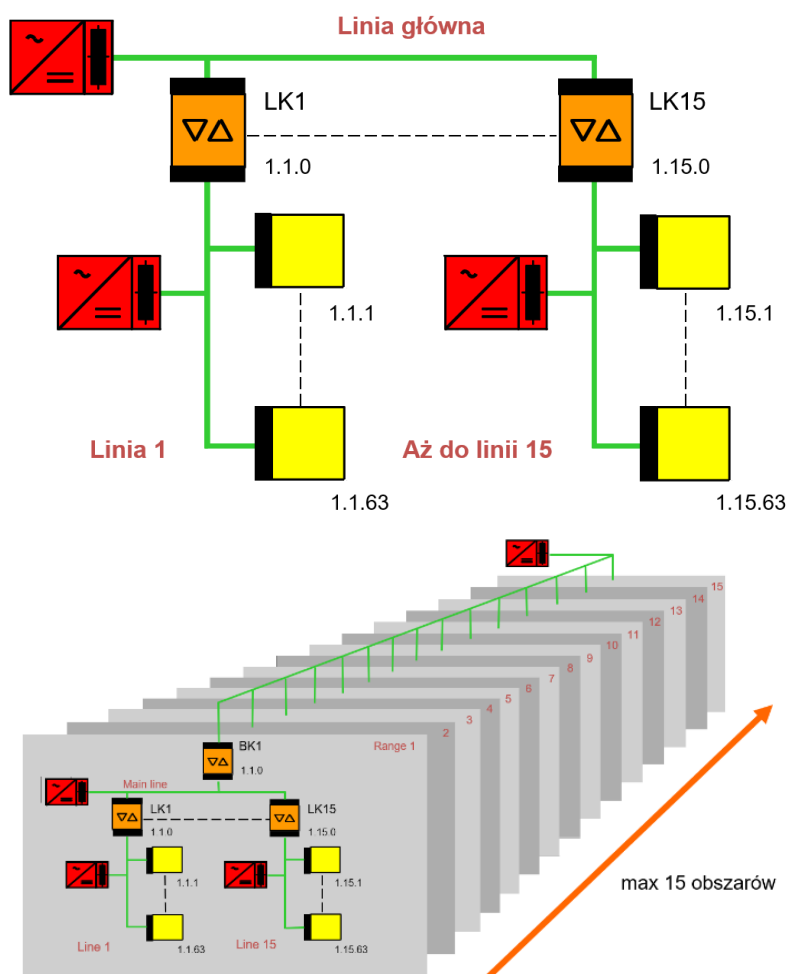 Linia główna
LK1
LK15
1.1.0
1.15.0
1.1.1
1.15.1
Linia 1
Aż do linii 15
1.1.63
1.15.63
15
14
13
12
11
10
9
8
7
6
5
4
3
2
Range 1
BK1
1.1.0
Main line
LK1
LK15
1.1.0
1.15.0
1.1.1
1.15.1
Line 1
Line 15
1.1.63
1.15.63
max 15 obszarów